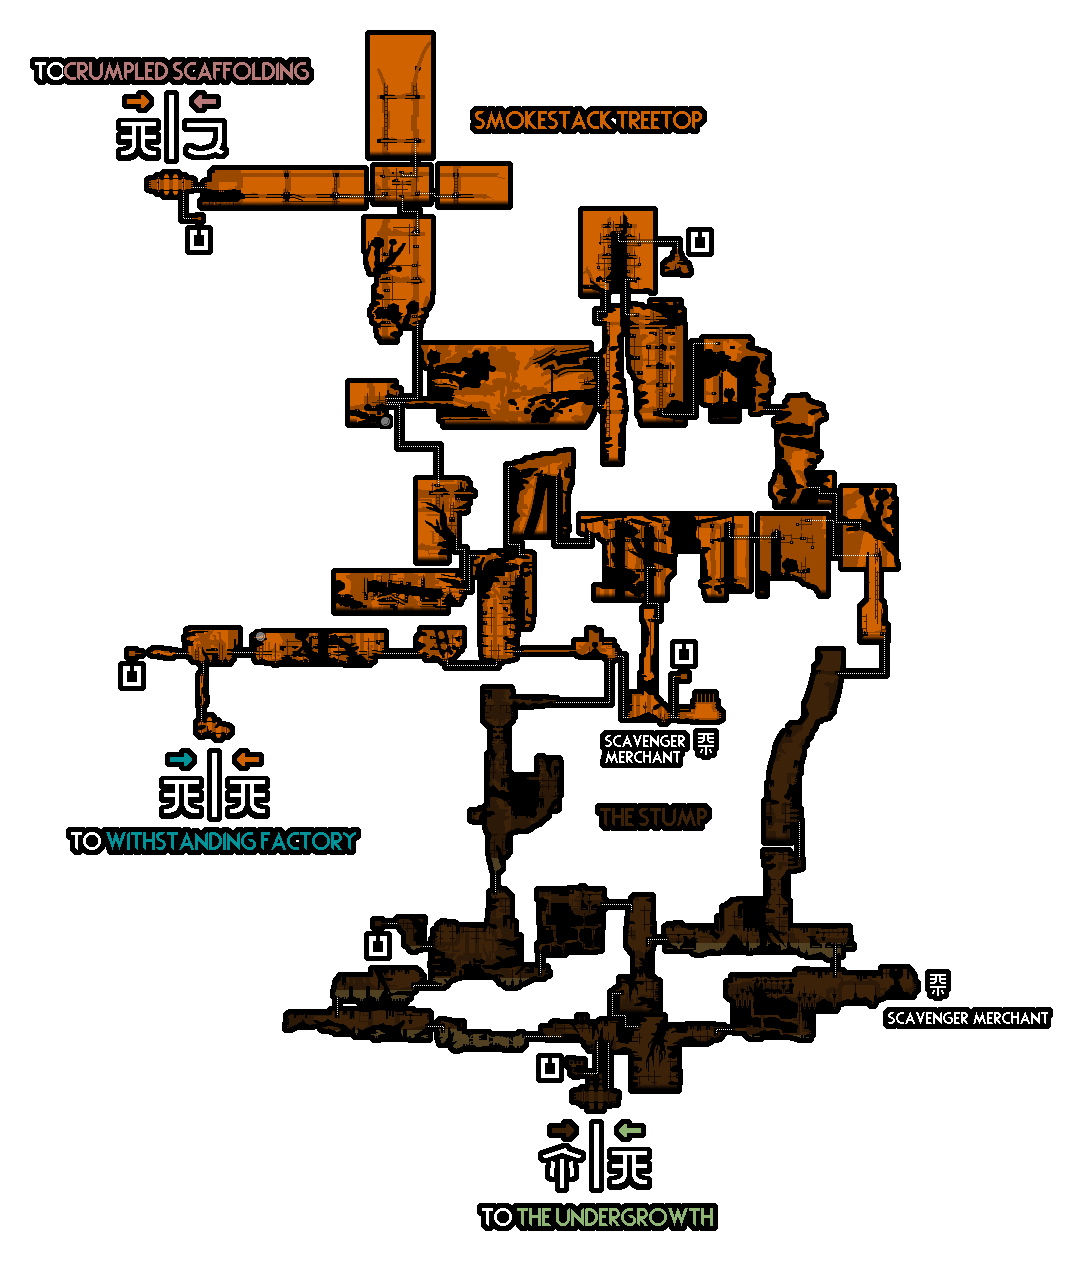 TO CRUMPLED SCAFFOLDING
SMOKESTACK TREETOP
SCAVENGER
MERCHANT
THE STUMP
TO WITHSTANDING FACTORY
SCAVENGER MERCHANT
TO THE UNDERGROWTH